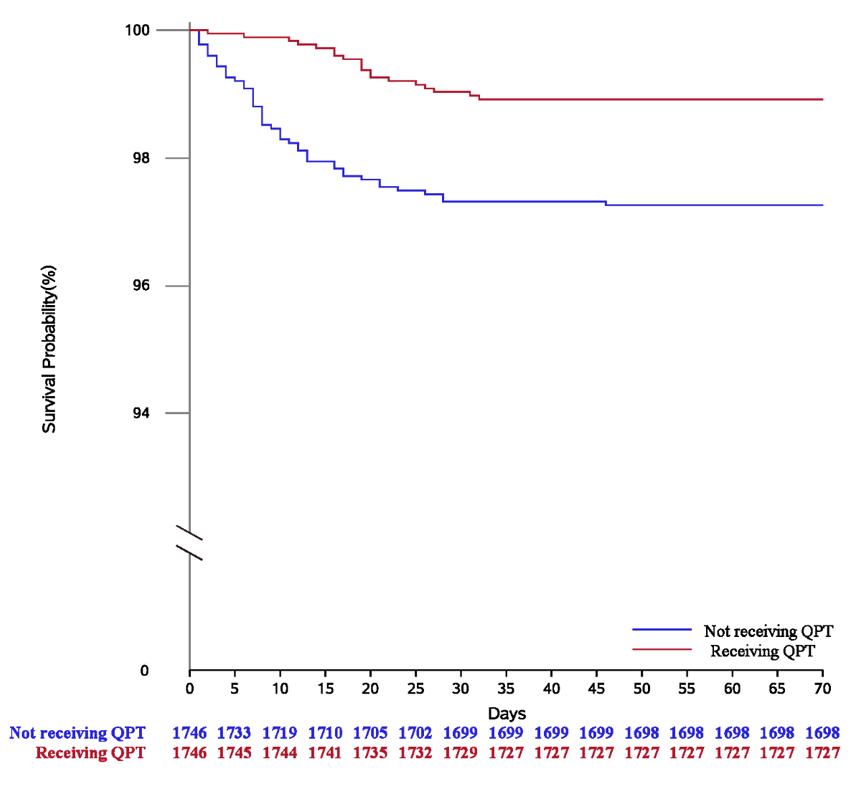 100
98
96
94
0
Survival Probability(%)
Not receiving QPT
Receiving QPT
0 5 10 15 20 25 30 35 40 45 50 55 60 65 70
Days
Not receiving QPT 1746 1733 1719 1710 1705 1702 1699 1699 1699 1699 1698 1698 1698 1698 1698
Receiving QPT 1746 1745 1744 1741 1735 1732 1729 1727 1727 1727 1727 1727 1727 1727 1727